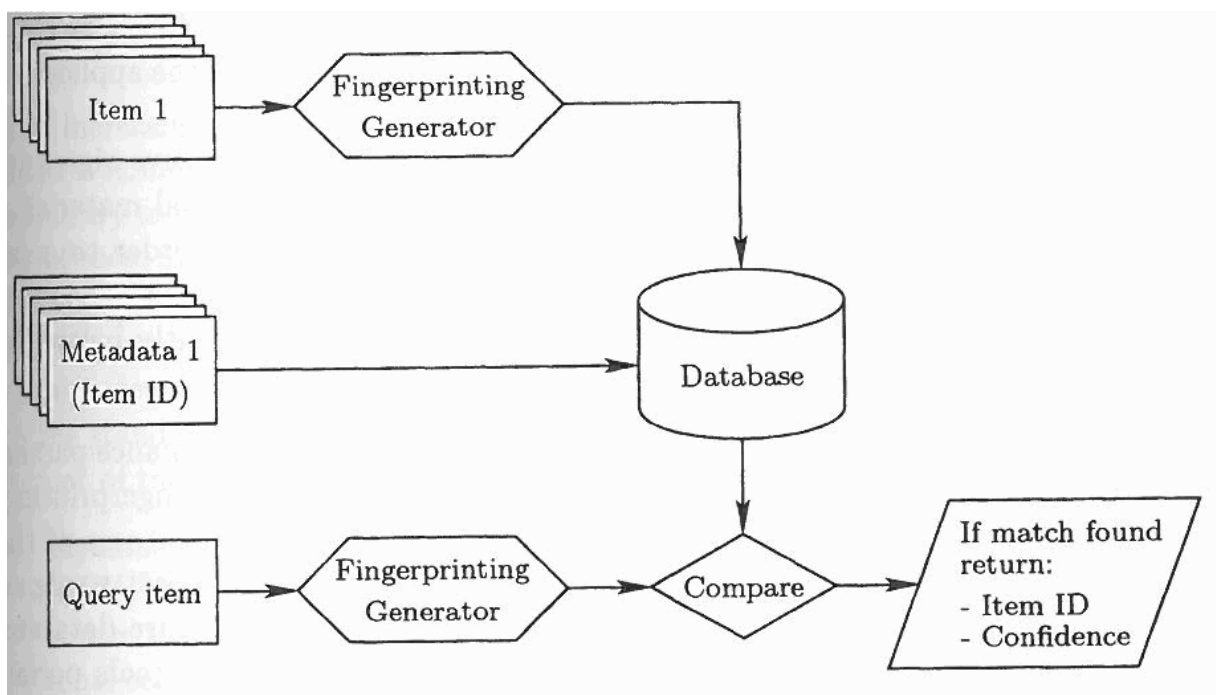 Item 1
Fingerprinting
Generator
Metadata 1
(Item ID)
Database
Query item
Fingerprinting
Generator
Compare
If match found
return:
- Item ID
- Confidence